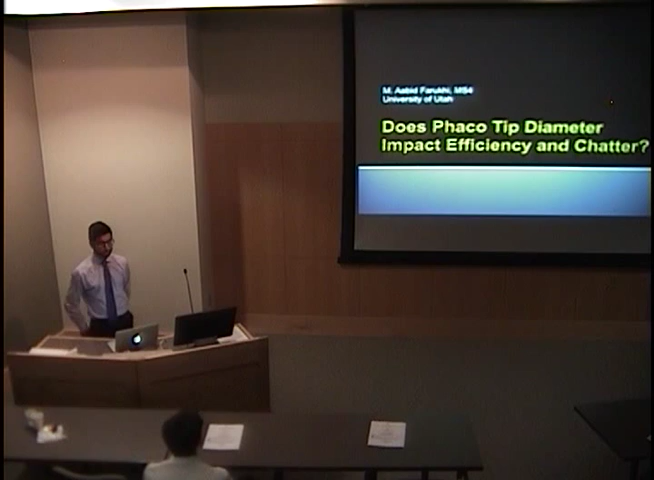 M. Aabid Farukhi, MS4
University of Utah
Does Phaco Tip Diameter
Impact Efficiency and Chatter?